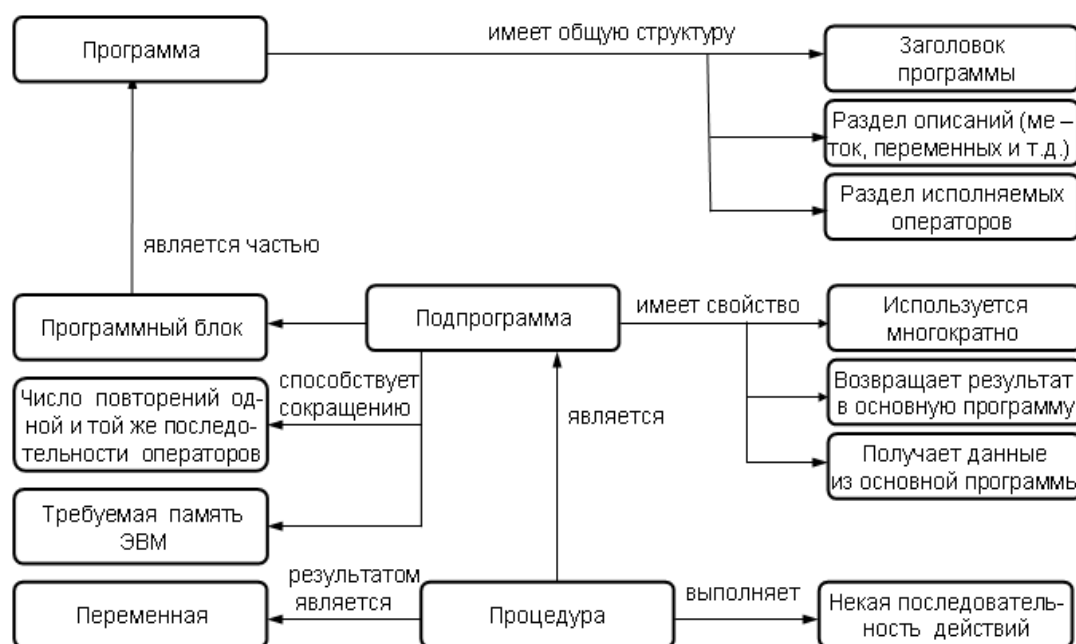 имеет общую структуру
Программа
Заголовок
программы
Раздел описаний (ме –
ток, переменных и т.д.)
Раздел исполняемых
операторов
является частью
Программный блок
Подпрограмма
имеет свойство
Используется
многократно
способствует
сокращению
Число повторений од-
ной и той же последо-
тельности операторов
является
Возвращает результат
в основную программу
Получает данные
из основной программы
Требуемая память
ЭВМ
результатом
является
Переменная
Процедура
выполняет
Некая последователь-
ность действий